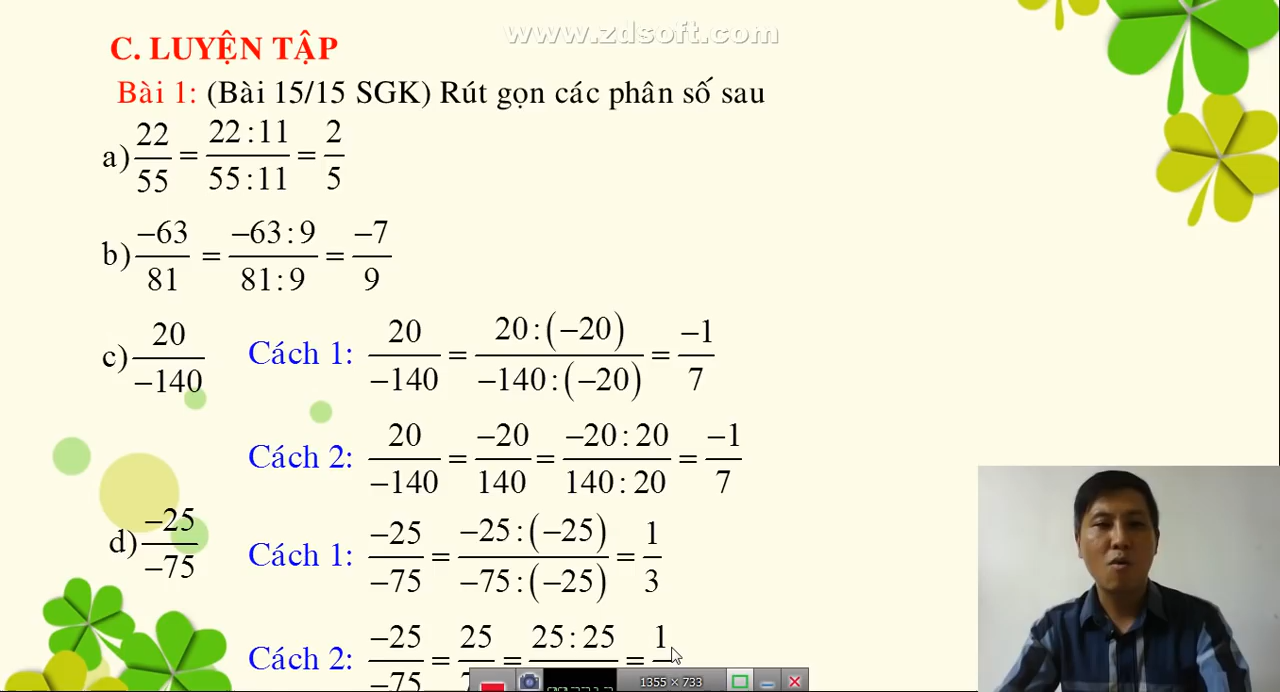 www.zdsoft.com
C. LUYỆN TẬP
Bài 1: (Bài 15/15 SGK) Rút gọn các phân số sau
a) 22/55 = 22:11/55:11 = 2/5
b) −63/81 = −63:9/81:9 = −7/9
c) 20/−140 Cách 1: 20/−140 = 20:(−20)/−140:(−20) = −1/7
Cách 2: 20/−140 = −20/140 = −20:20/140:20 = −1/7
d) −25/−75 Cách 1: −25/−75 = −25:(−25)/−75:(−25) = 1/3
Cách 2: −25/−75 = 25 = 25:25 = 1
1355 × 733